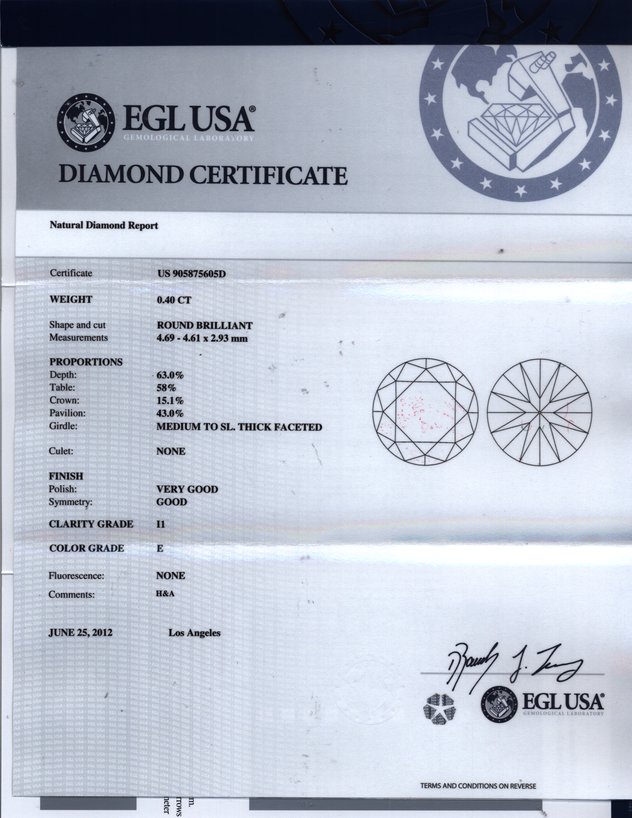 EGL USA®
GEMOLOGICAL LABORATORY
DIAMOND CERTIFICATE
Natural Diamond Report
Certificate US 905875605D
WEIGHT 0.40 CT
Shape and cut ROUND BRILLIANT
Measurements 4.69 - 4.61 x 2.93 mm
PROPORTIONS
Depth: 63.0%
Table: 58%
Crown: 15.1%
Pavilion: 43.0%
Girdle: MEDIUM TO SL. THICK FACETED
Culet: NONE
FINISH
Polish: VERY GOOD
Symmetry: GOOD
CLARITY GRADE I1
COLOR GRADE E
Fluorescence: NONE
Comments: H&A
JUNE 25, 2012 Los Angeles
EGL USA®
GEMOLOGICAL LABORATORY
TERMS AND CONDITIONS ON REVERSE